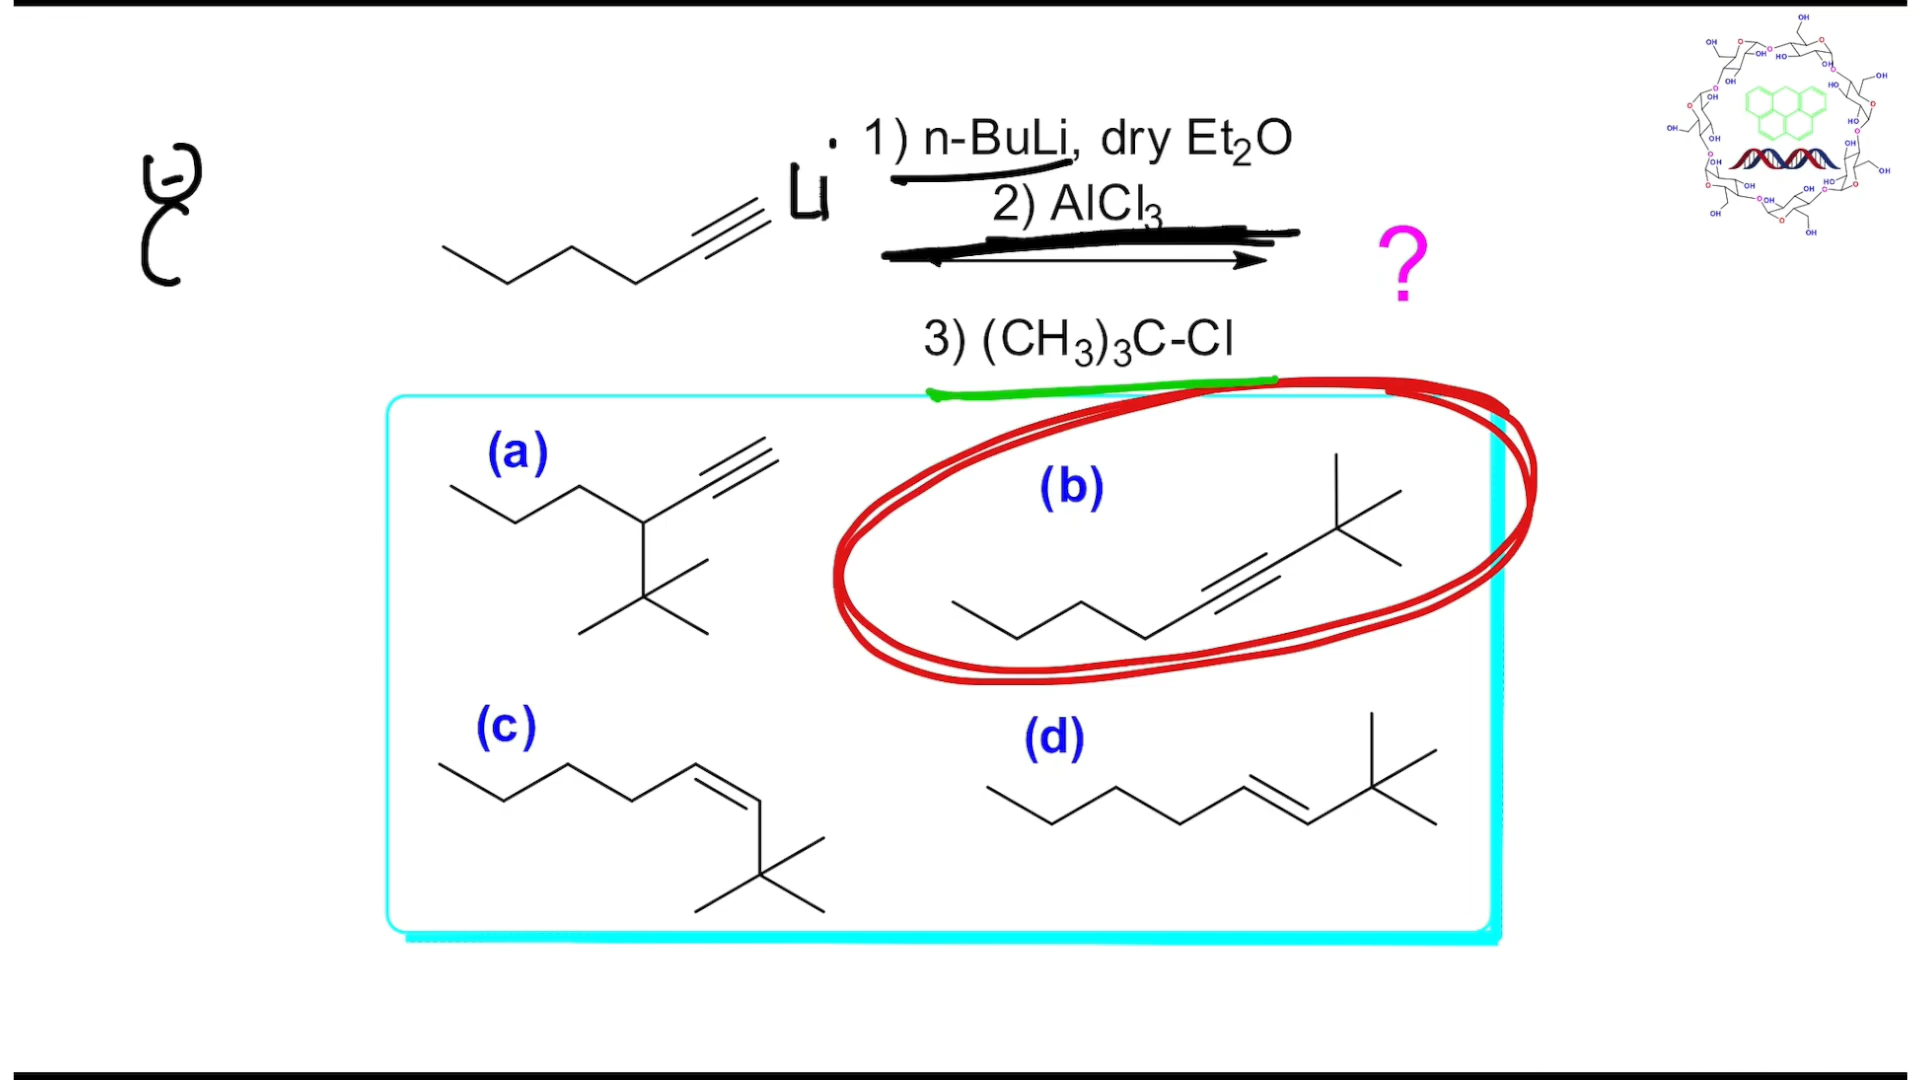 1) n-BuLi, dry Et₂O
Li
2) AlCl₃
?
3) (CH₃)₃C-Cl
(a)
(b)
(c)
(d)